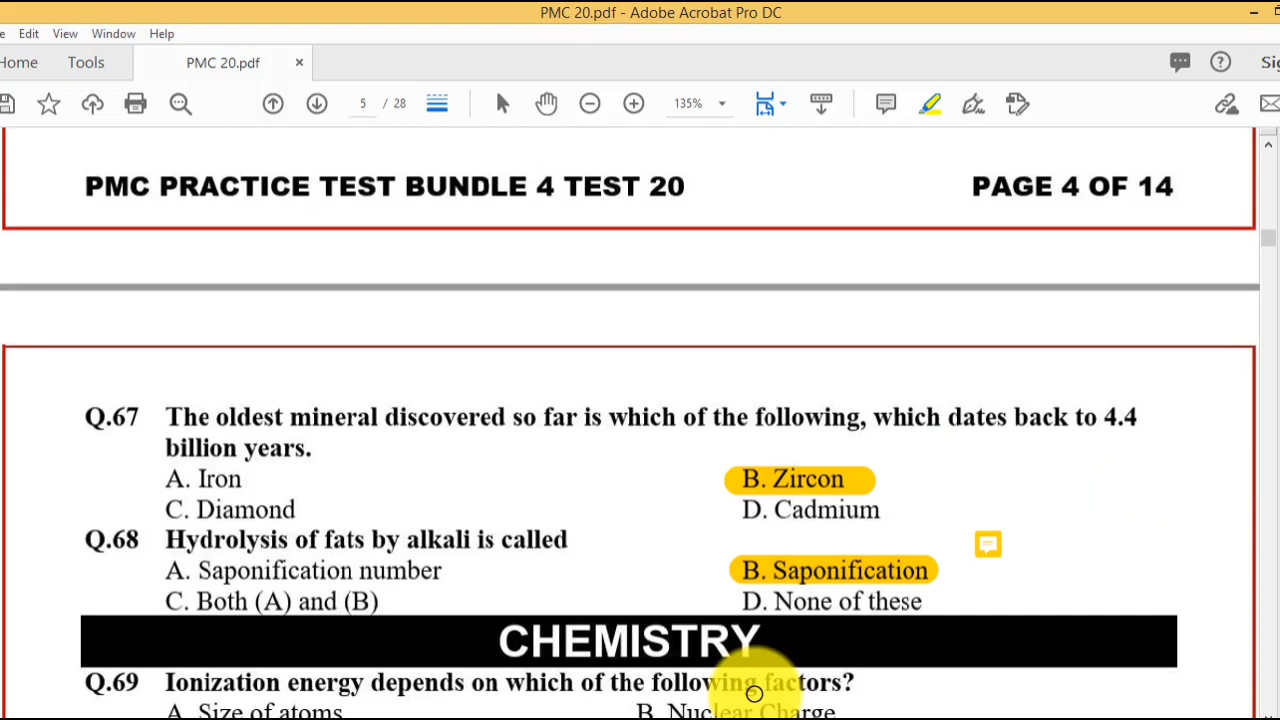 PMC 20.pdf - Adobe Acrobat Pro DC
Edit View Window Help
Home Tools PMC 20.pdf ×
5 / 28 135%
PMC PRACTICE TEST BUNDLE 4 TEST 20 PAGE 4 OF 14
Q.67 The oldest mineral discovered so far is which of the following, which dates back to 4.4
billion years.
A. Iron B. Zircon
C. Diamond D. Cadmium
Q.68 Hydrolysis of fats by alkali is called
A. Saponification number B. Saponification
C. Both (A) and (B) D. None of these
CHEMISTRY
Q.69 Ionization energy depends on which of the following factors?
A. Size of atoms B. Nuclear Charge